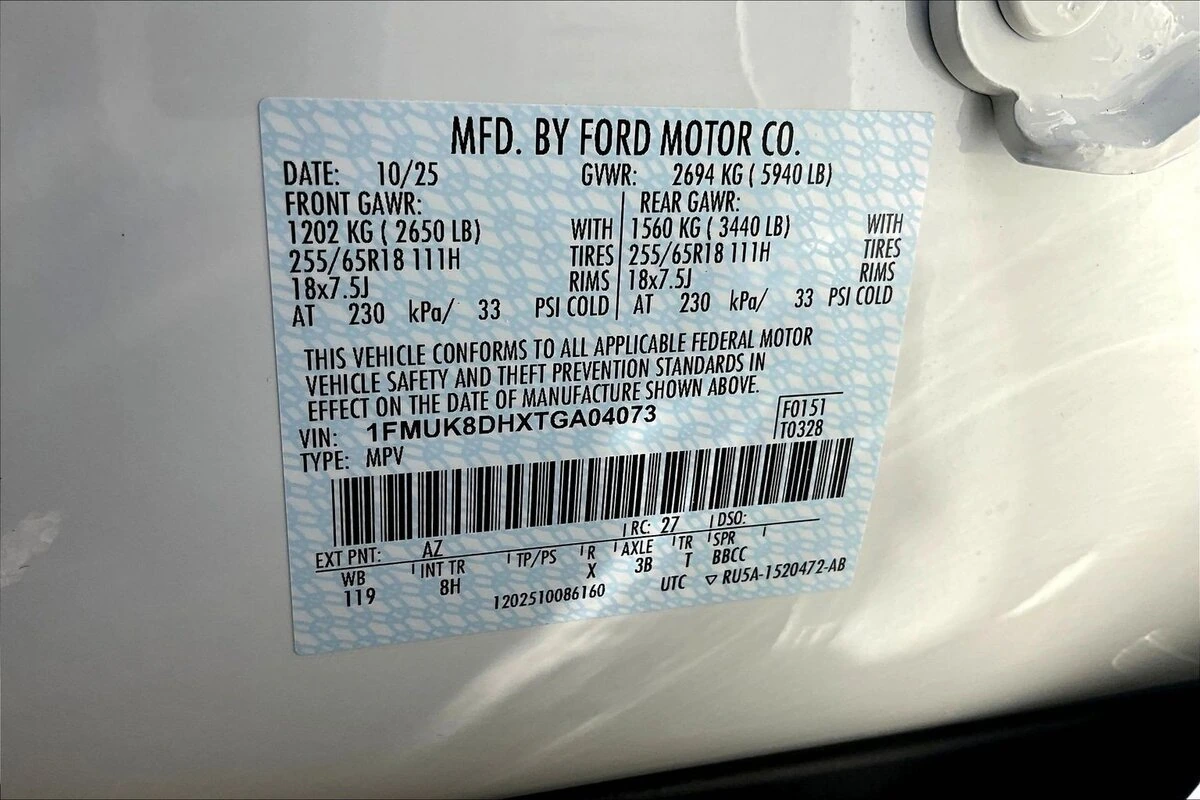 MFD. BY FORD MOTOR CO.
DATE: 10/25 GVWR: 2694 KG ( 5940 LB)
FRONT GAWR: REAR GAWR:
1202 KG ( 2650 LB) WITH 1560 KG ( 3440 LB) WITH
255/65R18 111H TIRES 255/65R18 111H TIRES
18x7.5J RIMS 18x7.5J RIMS
AT 230 kPa/ 33 PSI COLD AT 230 kPa/ 33 PSI COLD
THIS VEHICLE CONFORMS TO ALL APPLICABLE FEDERAL MOTOR
VEHICLE SAFETY AND THEFT PREVENTION STANDARDS IN
EFFECT ON THE DATE OF MANUFACTURE SHOWN ABOVE.
VIN: 1FMUK8DHXTGA04073 F0151
TYPE: MPV T0328
EXT PNT: AZ RC: 27 DSO:
WB INT TR TP/PS R AXLE TR SPR
119 8H X 3B T BBCC
1202510086160 UTC ▽ RU5A-1520472-AB